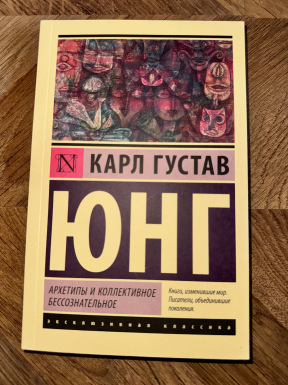 N
КАРЛ ГУСТАВ
ЮНГ
АРХЕТИПЫ И КОЛЛЕКТИВНОЕ
БЕССОЗНАТЕЛЬНОЕ
Книги, изменившие мир.
Писатели, объединившие
поколения.
эксклюзивная классика